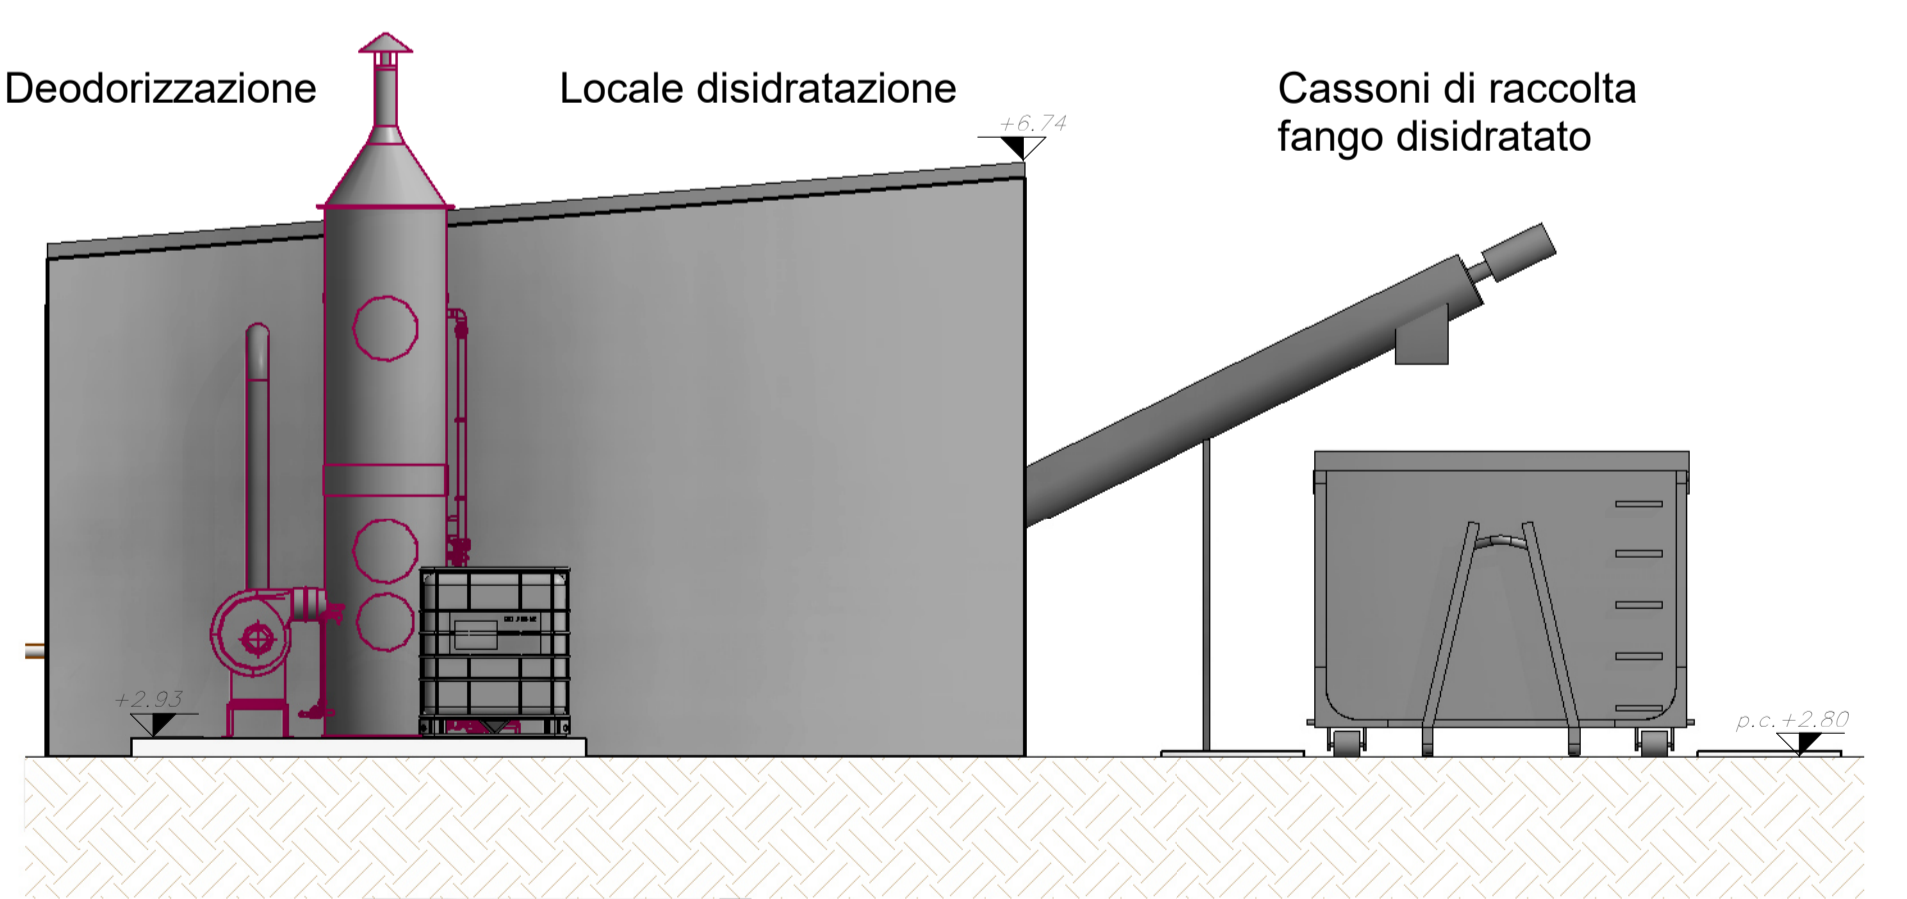 Deodorizzazione
Locale disidratazione
Cassoni di raccolta
fango disidratato
+6.74
+2.93
p.c.+2.80